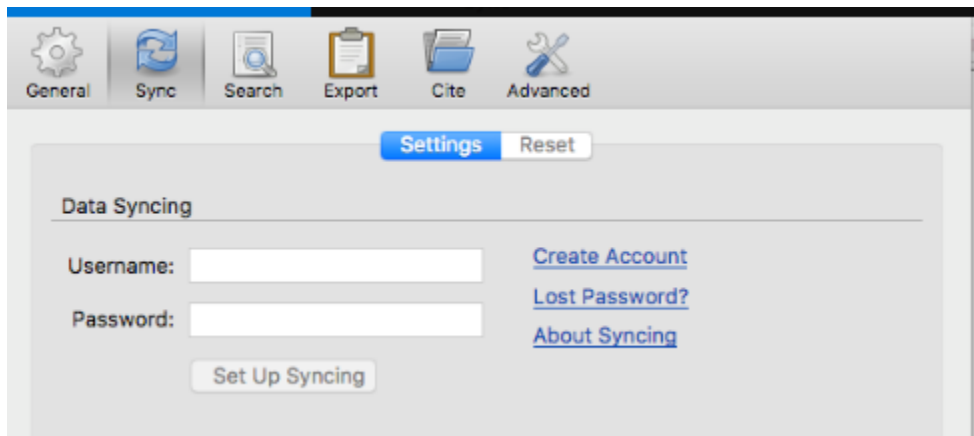 General Sync Search Export Cite Advanced
Settings Reset
Data Syncing
Username:
Create Account
Lost Password?
Password:
About Syncing
Set Up Syncing